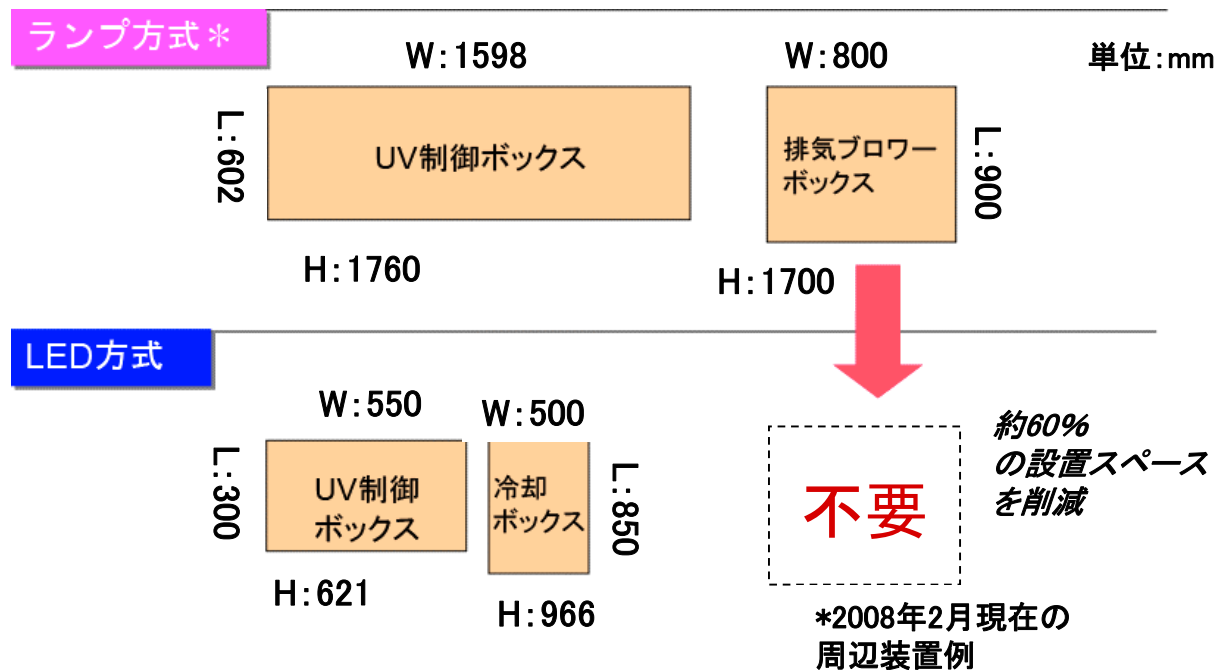 ランプ方式＊
単位:mm
W:1598
W:800
L:602
UV制御ボックス
排気ブロワー
ボックス
L:900
H:1760
H:1700
LED方式
W:550
W:500
L:300
UV制御
ボックス
冷却
ボックス
L:850
H:621
H:966
不要
約60%
の設置スペース
を削減
*2008年2月現在の
周辺装置例